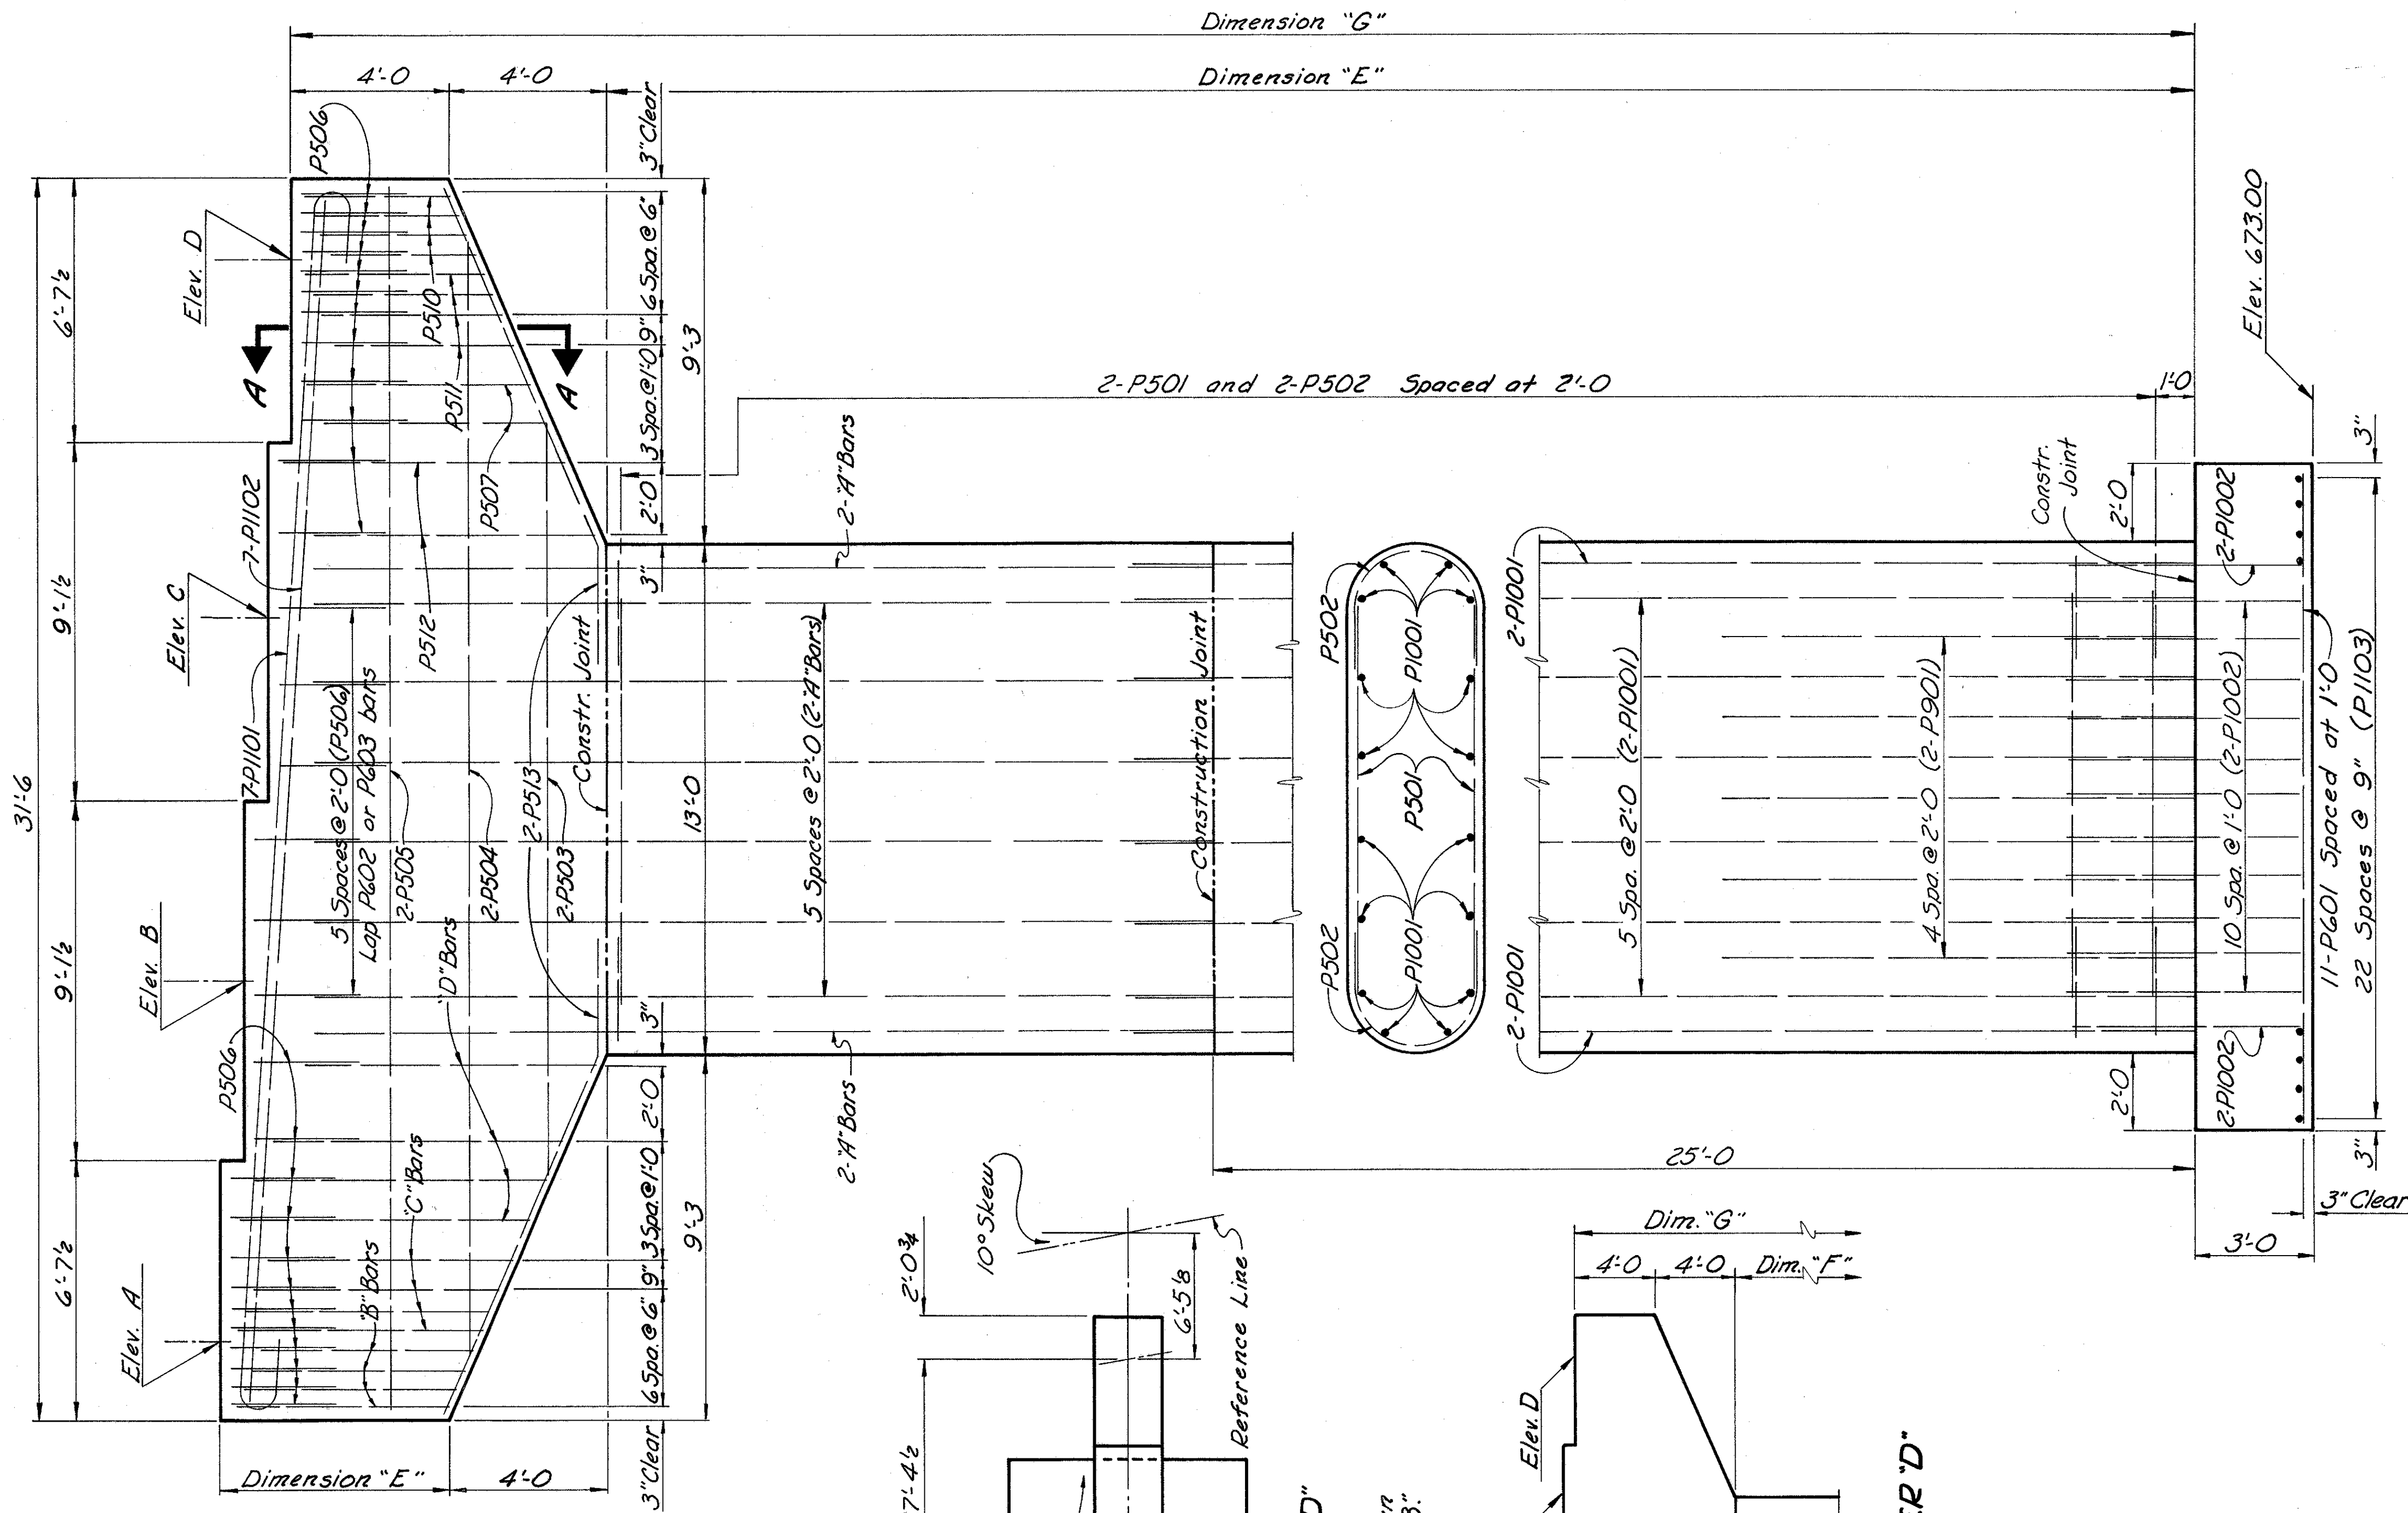 Dimension "G"
4'-0
4'-0
Dimension "E"
3" Clear
P506
Elev. D
6'-7½
A
A
P510
P511
P507
6 Spa. @ 6"
9"
3 Spa. @ 1'-0
2'-0
3"
9'-3
2-P501 and 2-P502 Spaced at 2'-0
1'-0
Elev. 673.00
3"
Constr.
Joint
2'-0
2-P1002
7-P1102
Elev. C
9'-1½
P512
2-"A" Bars
7-P1101
5 Spaces @ 2'-0 (P506)
Lap P602 or P603 bars
2-P505
2-P504
2-P513
2-P503
Constr. Joint
13'-0
5 Spaces @ 2'-0 (2-"A" Bars)
Construction Joint
P502
P1001
P501
P1001
P502
2-P1001
5 Spa. @ 2'-0 (2-P1001)
4 Spa. @ 2'-0 (2-P901)
10 Spa. @ 1'-0 (2-P1002)
11-P601 Spaced at 1'-0
22 Spaces @ 9" (P1103)
2-P1001
31'-6
Elev. B
9'-1½
P506
"D" Bars
3"
2-"A" Bars
2'-0
2-P1002
3"
25'-0
3" Clear
3'-0
6'-7½
Elev. A
"B" Bars
"C" Bars
2'-0
3 Spa. @ 1'-0
9"
6 Spa. @ 6"
9'-3
3" Clear
Dimension "E"
4'-0
10° Skew
2'-0¾
6'-5⅛
Reference Line
7'-4½
D"
B".
Dim. "G"
4'-0
4'-0
Dim. "F"
Elev. D
ER "D"